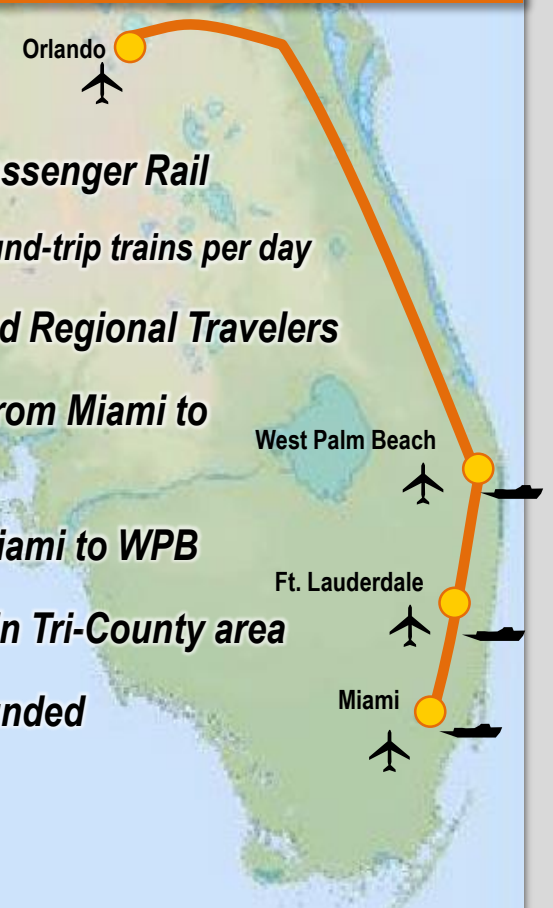 Orlando
ssenger Rail
und-trip trains per day
d Regional Travelers
rom Miami to
West Palm Beach
iami to WPB
Ft. Lauderdale
n Tri-County area
Miami
nded